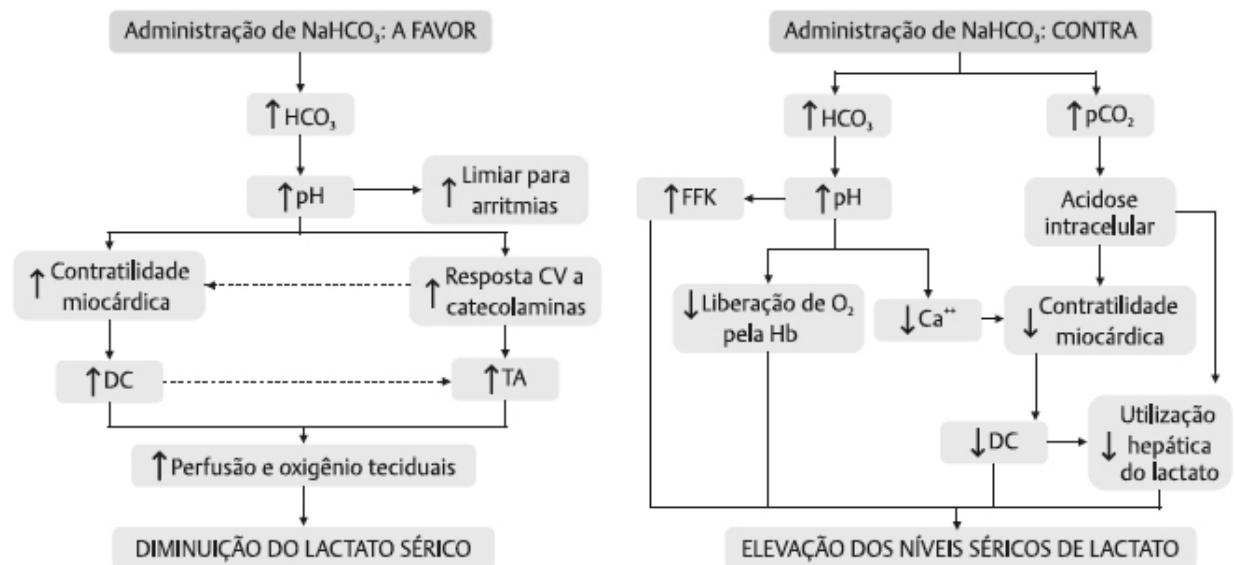 Administração de NaHCO₃: A FAVOR
↑HCO₃
↑pH
↑ Limiar para
arritmias
↑ Contratilidade
miocárdica
↑ Resposta CV a
catecolaminas
↑DC
↑TA
↑Perfusão e oxigênio teciduais
DIMINUIÇÃO DO LACTATO SÉRICO
Administração de NaHCO₃: CONTRA
↑HCO₃
↑pCO₂
↑FFK
↑pH
Acidose
intracelular
↓Liberação de O₂
pela Hb
↓Ca⁺⁺
↓Contratilidade
miocárdica
↓DC
Utilização
↓ hepática
do lactato
ELEVAÇÃO DOS NÍVEIS SÉRICOS DE LACTATO